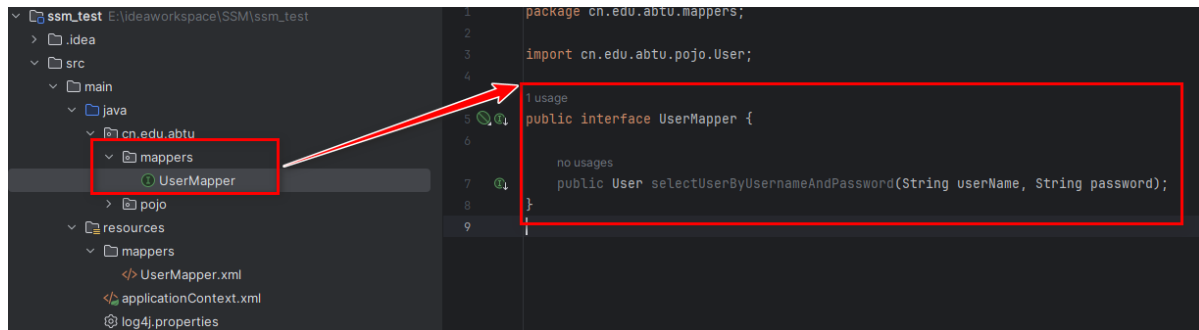 ssm_test E:\ideaworkspace\SSM\ssm_test
.idea
src
main
java
cn.edu.abtu
mappers
UserMapper
pojo
resources
mappers
UserMapper.xml
applicationContext.xml
log4j.properties
1 package cn.edu.abtu.mappers;
2
3 import cn.edu.abtu.pojo.User;
4
1 usage
5 public interface UserMapper {
6
no usages
7 public User selectUserByUsernameAndPassword(String userName, String password);
8 }
9